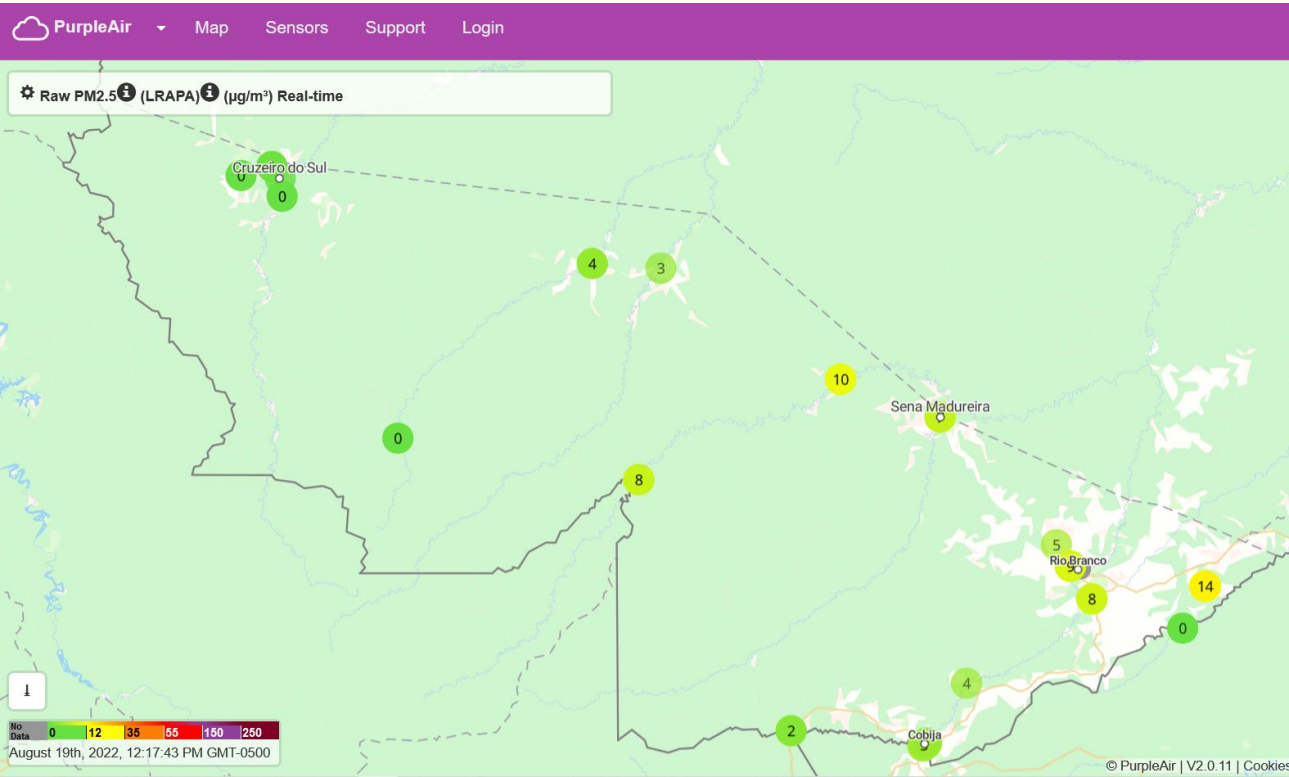 PurpleAir Map Sensors Support Login
Raw PM2.5 (LRAPA) (µg/m³) Real-time
Cruzeiro do Sul
0
0
4
3
10
Sena Madureira
0
8
5
Rio Branco
9
14
8
0
4
2
Cobija
No Data 0 12 35 55 150 250
August 19th, 2022, 12:17:43 PM GMT-0500
© PurpleAir | V2.0.11 | Cookies